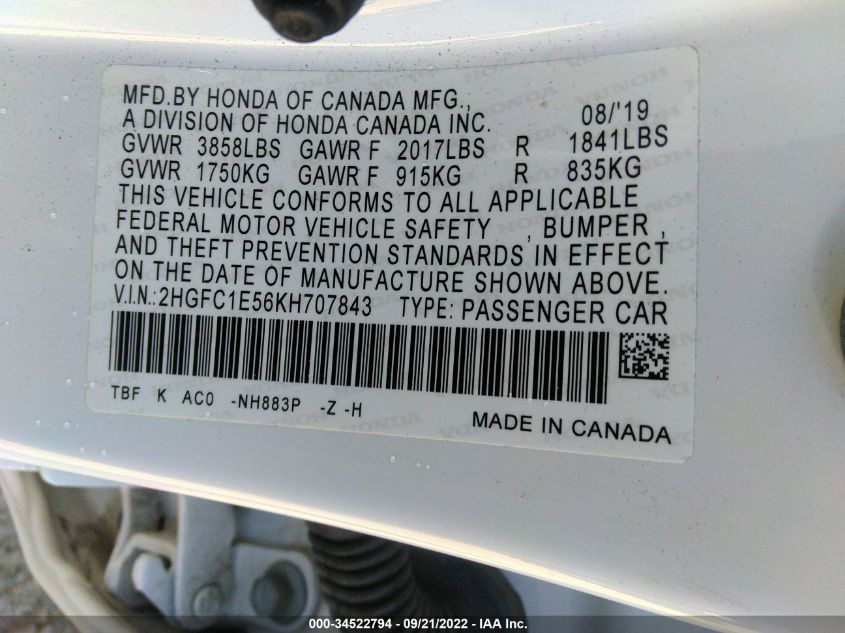 MFD.BY HONDA OF CANADA MFG.,
A DIVISION OF HONDA CANADA INC. 08/'19
GVWR 3858LBS GAWR F 2017LBS R 1841LBS
GVWR 1750KG GAWR F 915KG R 835KG
THIS VEHICLE CONFORMS TO ALL APPLICABLE
FEDERAL MOTOR VEHICLE SAFETY , BUMPER ,
AND THEFT PREVENTION STANDARDS IN EFFECT
ON THE DATE OF MANUFACTURE SHOWN ABOVE.
V.I.N.:2HGFC1E56KH707843 TYPE: PASSENGER CAR
TBF K AC0 -NH883P -Z -H
MADE IN CANADA
000-34522794 - 09/21/2022 - IAA Inc.